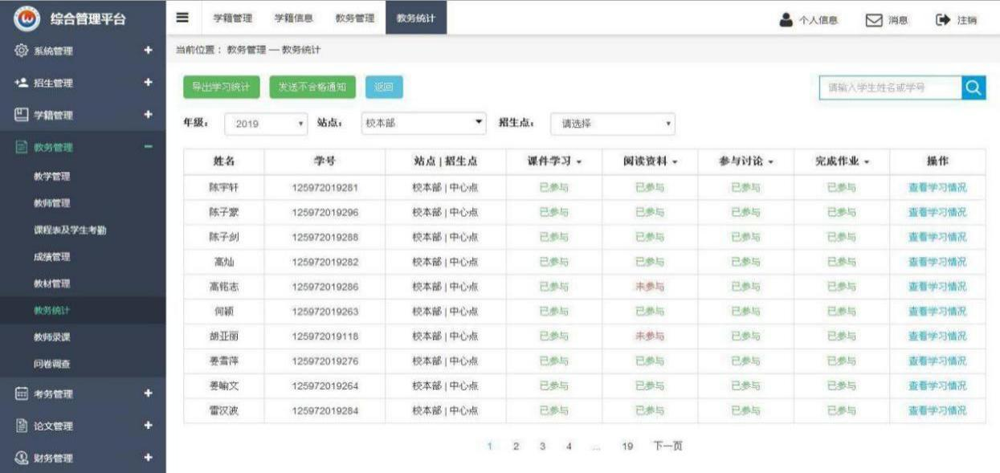 综合管理平台
学籍管理 学籍信息 教务管理 教务统计 个人信息 消息 注销
系统管理
招生管理
学籍管理
教务管理
教学管理
教师管理
课程表及学生考勤
成绩管理
教材管理
教务统计
教师录课
问卷调查
考务管理
论文管理
财务管理
当前位置： 教务管理 — 教务统计
导出学习统计 发送不合格通知 返回 请输入学生姓名或学号
年级： 2019 站点： 校本部 招生点： 请选择
姓名 学号 站点 | 招生点 课件学习 阅读资料 参与讨论 完成作业 操作
陈宇轩 125972019281 校本部 | 中心点 已参与 已参与 已参与 已参与 查看学习情况
陈子蒙 125972019296 校本部 | 中心点 已参与 已参与 已参与 已参与 查看学习情况
陈子剑 125972019288 校本部 | 中心点 已参与 已参与 已参与 已参与 查看学习情况
高灿 125972019282 校本部 | 中心点 已参与 已参与 已参与 已参与 查看学习情况
高铭志 125972019286 校本部 | 中心点 已参与 未参与 已参与 已参与 查看学习情况
何颖 125972019263 校本部 | 中心点 已参与 已参与 已参与 已参与 查看学习情况
胡亚丽 125972019118 校本部 | 中心点 已参与 未参与 已参与 已参与 查看学习情况
姜雪萍 125972019276 校本部 | 中心点 已参与 已参与 已参与 已参与 查看学习情况
姜喻文 125972019264 校本部 | 中心点 已参与 已参与 已参与 已参与 查看学习情况
雷汉波 125972019284 校本部 | 中心点 已参与 已参与 已参与 已参与 查看学习情况
1 2 3 4 ... 19 下一页